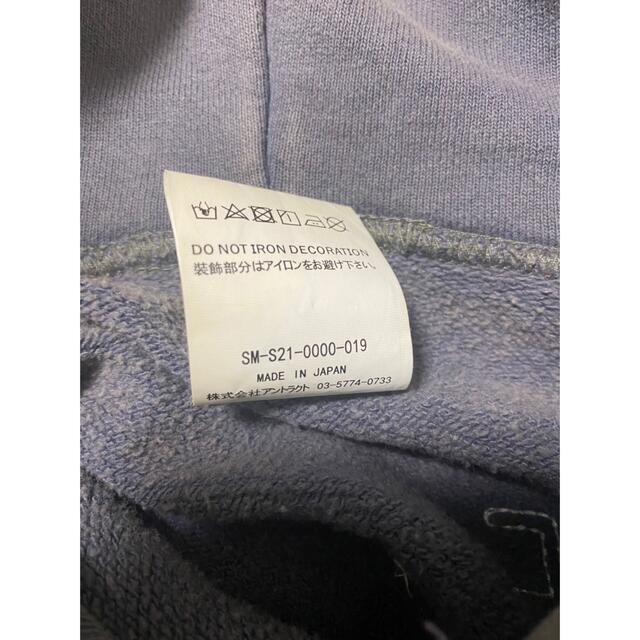 DO NOT IRON DECORATION
装飾部分はアイロンをお避け下さい。
SM-S21-0000-019
MADE IN JAPAN
株式会社アントラクト 03-5774-0733